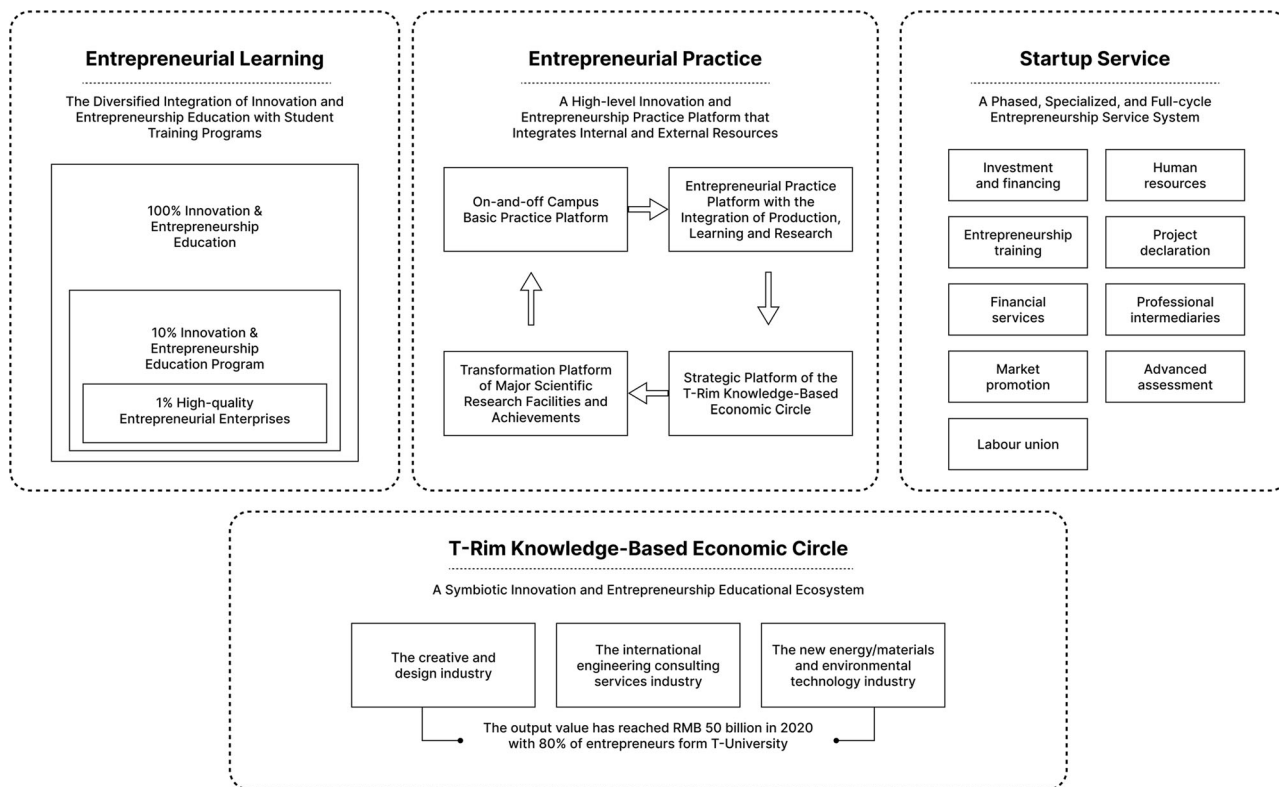 Entrepreneurial Learning
The Diversified Integration of Innovation and
Entrepreneurship Education with Student
Training Programs
100% Innovation &
Entrepreneurship
Education
10% Innovation &
Entrepreneurship
Education Program
1% High-quality
Entrepreneurial Enterprises
Entrepreneurial Practice
A High-level Innovation and
Entrepreneurship Practice Platform that
Integrates Internal and External Resources
On-and-off Campus
Basic Practice Platform
Entrepreneurial Practice
Platform with the
Integration of Production,
Learning and Research
Transformation Platform
of Major Scientific
Research Facilities and
Achievements
Strategic Platform of the
T-Rim Knowledge-Based
Economic Circle
Startup Service
A Phased, Specialized, and Full-cycle
Entrepreneurship Service System
Investment
and financing
Human
resources
Entrepreneurship
training
Project
declaration
Financial
services
Professional
intermediaries
Market
promotion
Advanced
assessment
Labour union
T-Rim Knowledge-Based Economic Circle
A Symbiotic Innovation and Entrepreneurship Educational Ecosystem
The creative and
design industry
The international
engineering consulting
services industry
The new energy/materials
and environmental
technology industry
The output value has reached RMB 50 billion in 2020
with 80% of entrepreneurs form T-University